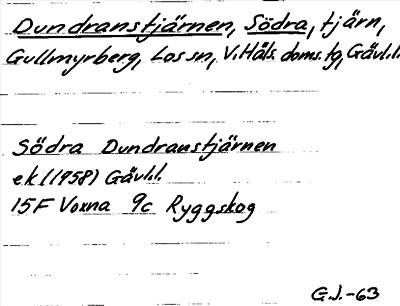 Dundranstjärnen, Södra, tjärn,
Gullmyrberg, Los sn, V. Häls. doms. tg, Gävl.l.
Södra Dundranstjärnen
ek (1958) Gävl.l.
15F Voxna 9c Ryggskog
G.J.-63